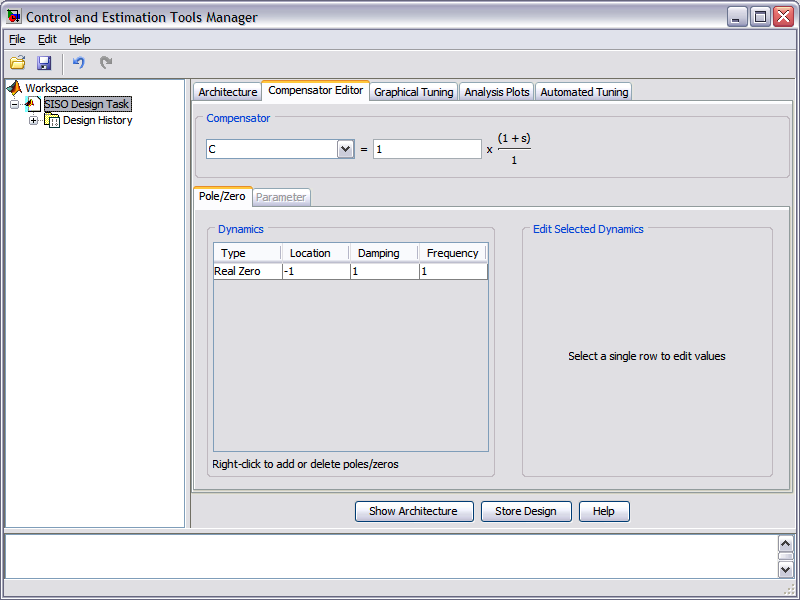 Control and Estimation Tools Manager
File Edit Help
Workspace
SISO Design Task
Design History
Architecture Compensator Editor Graphical Tuning Analysis Plots Automated Tuning
Compensator
C = 1 x (1 + s)
1
Pole/Zero Parameter
Dynamics
Type Location Damping Frequency
Real Zero -1 1 1
Right-click to add or delete poles/zeros
Edit Selected Dynamics
Select a single row to edit values
Show Architecture Store Design Help